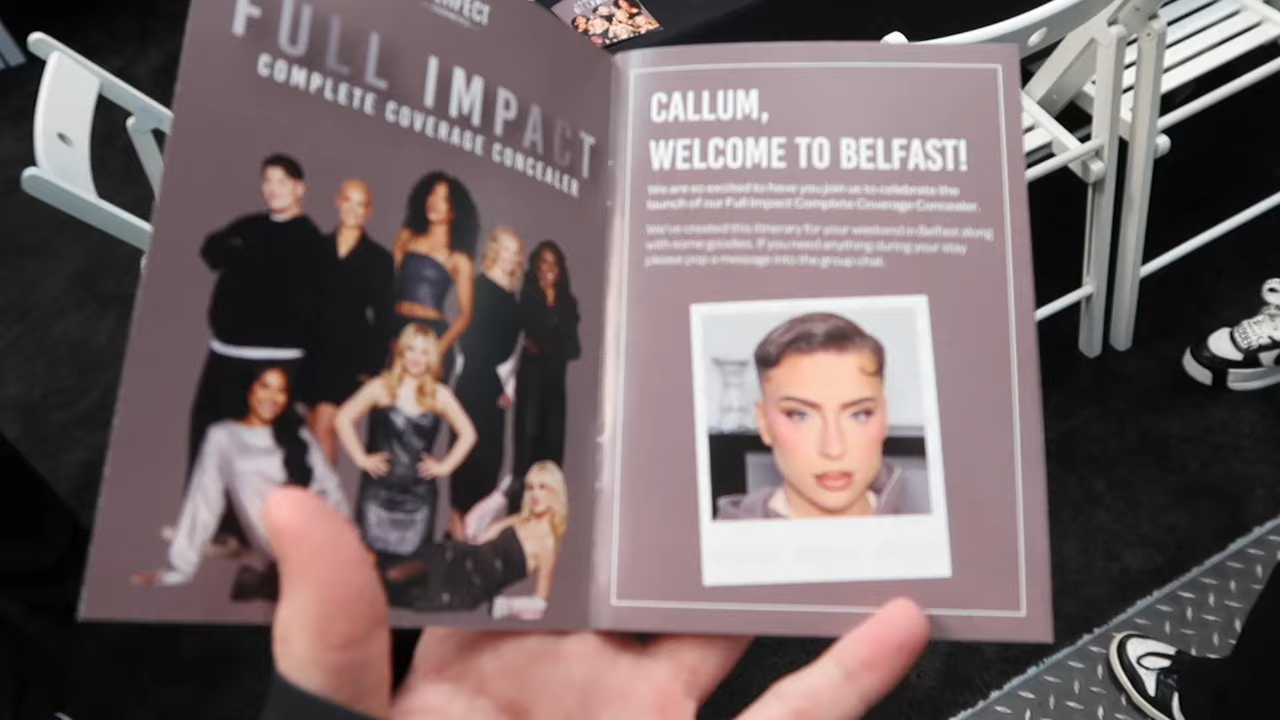 FULL IMPACT
COMPLETE COVERAGE CONCEALER
CALLUM,
WELCOME TO BELFAST!
We are so excited to have you join us to celebrate the
launch of our Full Impact Complete Coverage Concealer.
We've created this itinerary for your weekend in Belfast along
with some goodies. If you need anything during your stay
please pop a message into the group chat.